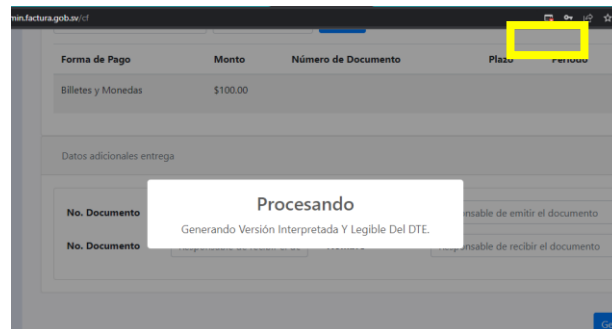 min.factura.gob.sv/cf
Forma de Pago Monto Número de Documento Plazo Periodo
Billetes y Monedas $100.00
Datos adicionales entrega
Procesando
Generando Versión Interpretada Y Legible Del DTE.
No. Documento nsable de emitir el documento
No. Documento Responsable de recibir el documento